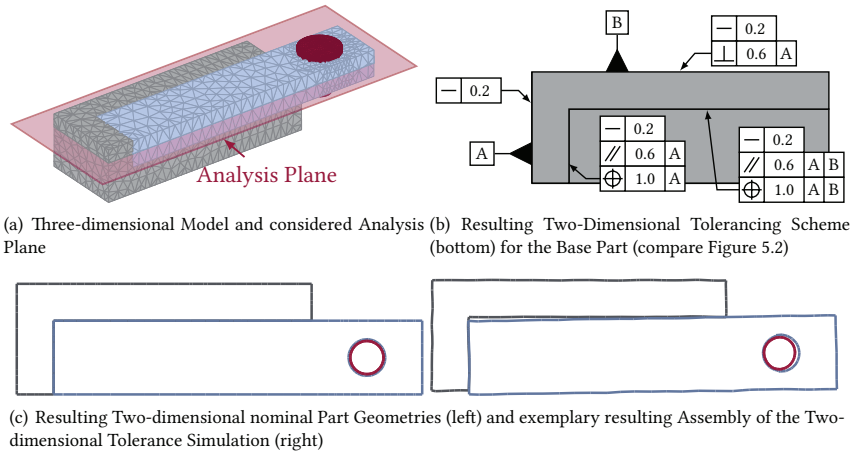 Analysis Plane
B
— 0.2
⊥ 0.6 A
— 0.2
A
— 0.2
// 0.6 A
⌖ 1.0 A
— 0.2
// 0.6 A B
⌖ 1.0 A B
(a) Three-dimensional Model and considered Analysis
Plane
(b) Resulting Two-Dimensional Tolerancing Scheme
(bottom) for the Base Part (compare Figure 5.2)
(c) Resulting Two-dimensional nominal Part Geometries (left) and exemplary resulting Assembly of the Two-
dimensional Tolerance Simulation (right)